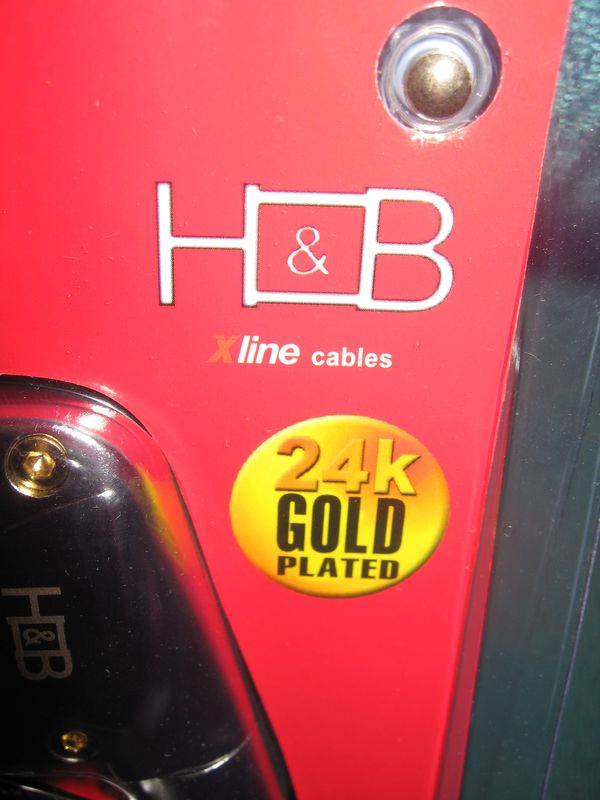 H&B
Xline cables
24k
GOLD
PLATED
H&B